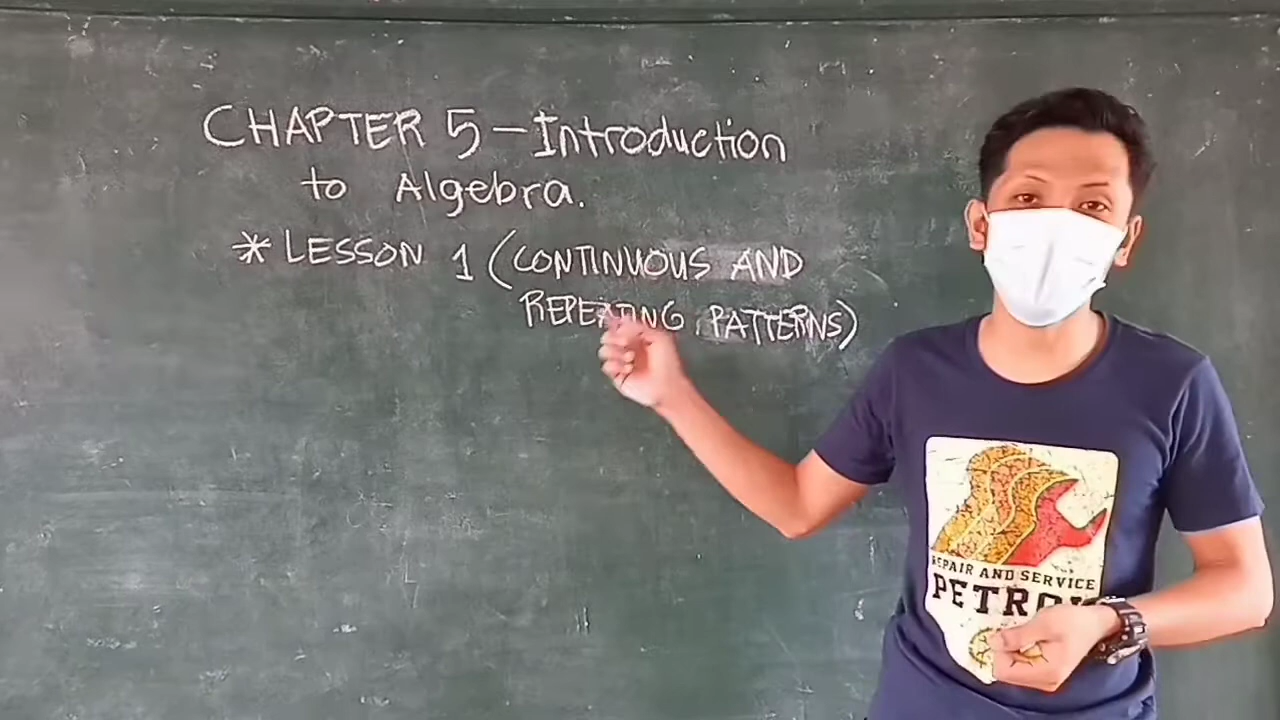 CHAPTER 5 – Introduction
to Algebra.
* LESSON 1 (CONTINUOUS AND
REPEATING PATTERNS)
REPAIR AND SERVICE